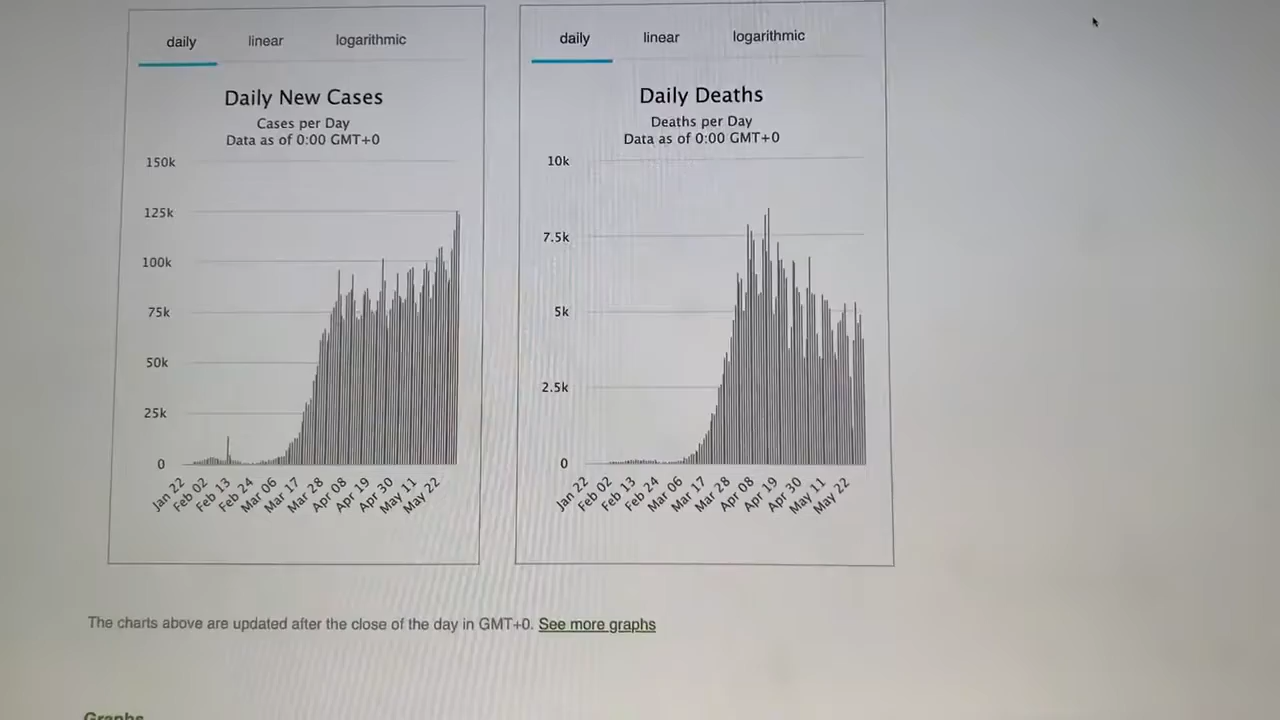 daily linear logarithmic
Daily New Cases
Cases per Day
Data as of 0:00 GMT+0
150k
125k
100k
75k
50k
25k
0
Jan 22
Feb 02
Feb 13
Feb 24
Mar 06
Mar 17
Mar 28
Apr 08
Apr 19
Apr 30
May 11
May 22
daily linear logarithmic
Daily Deaths
Deaths per Day
Data as of 0:00 GMT+0
10k
7.5k
5k
2.5k
0
Jan 22
Feb 02
Feb 13
Feb 24
Mar 06
Mar 17
Mar 28
Apr 08
Apr 19
Apr 30
May 11
May 22
The charts above are updated after the close of the day in GMT+0. See more graphs
Graphs